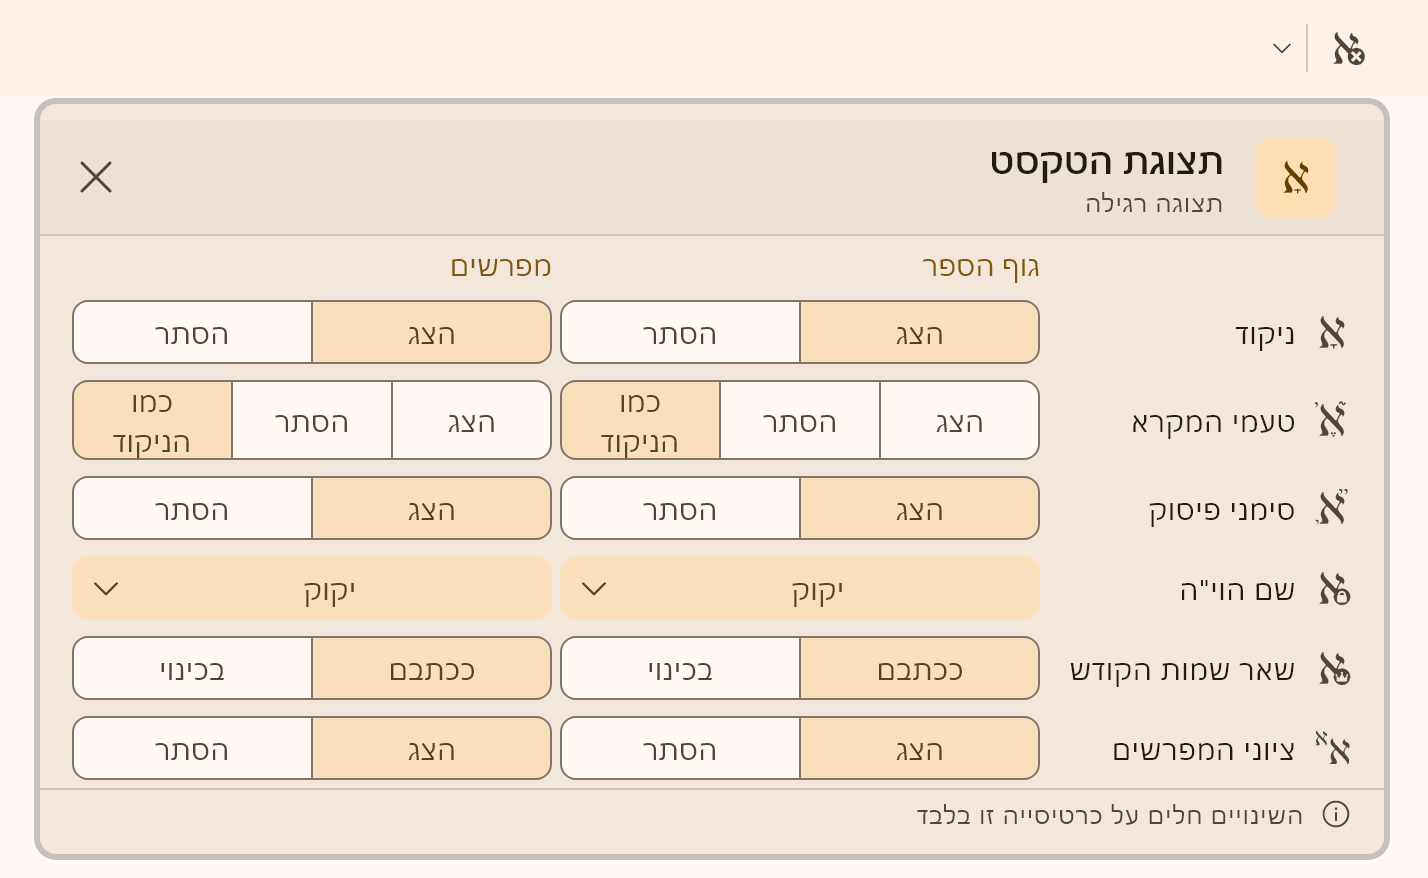 תצוגת הטקסט
תצוגה רגילה
גוף הספר מפרשים
ניקוד הצג הסתר הצג הסתר
טעמי המקרא הצג הסתר כמו הניקוד הצג הסתר כמו הניקוד
סימני פיסוק הצג הסתר הצג הסתר
שם הוי"ה יקוק יקוק
שאר שמות הקודש ככתבם בכינוי ככתבם בכינוי
ציוני המפרשים הצג הסתר הצג הסתר
השינויים חלים על כרטיסייה זו בלבד